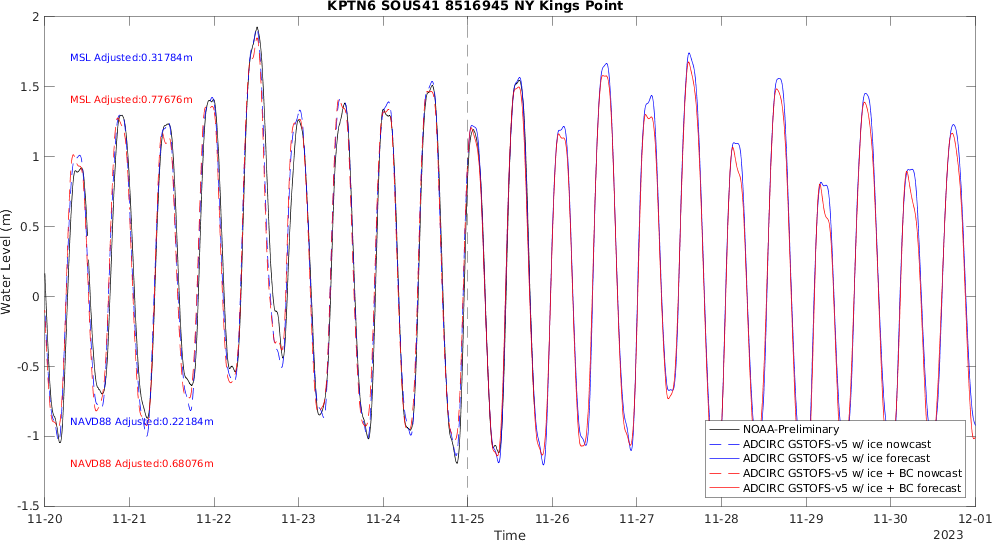 KPTN6 SOUS41 8516945 NY Kings Point
2
1.5
1
0.5
0
-0.5
-1
-1.5
Water Level (m)
MSL Adjusted:0.31784m
MSL Adjusted:0.77676m
NAVD88 Adjusted:0.22184m
NAVD88 Adjusted:0.68076m
NOAA-Preliminary
ADCIRC GSTOFS-v5 w/ ice nowcast
ADCIRC GSTOFS-v5 w/ ice forecast
ADCIRC GSTOFS-v5 w/ ice + BC nowcast
ADCIRC GSTOFS-v5 w/ ice + BC forecast
11-20 11-21 11-22 11-23 11-24 11-25 11-26 11-27 11-28 11-29 11-30 12-01
Time
2023